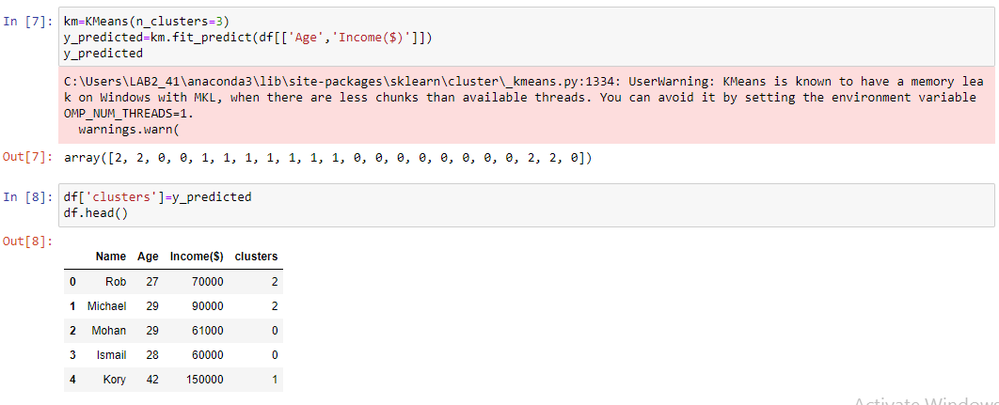 In [7]: km=KMeans(n_clusters=3)
y_predicted=km.fit_predict(df[['Age','Income($)']])
y_predicted
C:\Users\LAB2_41\anaconda3\lib\site-packages\sklearn\cluster\_kmeans.py:1334: UserWarning: KMeans is known to have a memory lea
k on Windows with MKL, when there are less chunks than available threads. You can avoid it by setting the environment variable
OMP_NUM_THREADS=1.
warnings.warn(
Out[7]: array([2, 2, 0, 0, 1, 1, 1, 1, 1, 1, 1, 0, 0, 0, 0, 0, 0, 0, 0, 2, 2, 0])
In [8]: df['clusters']=y_predicted
df.head()
Out[8]:
Name Age Income($) clusters
0 Rob 27 70000 2
1 Michael 29 90000 2
2 Mohan 29 61000 0
3 Ismail 28 60000 0
4 Kory 42 150000 1
Activate Windows